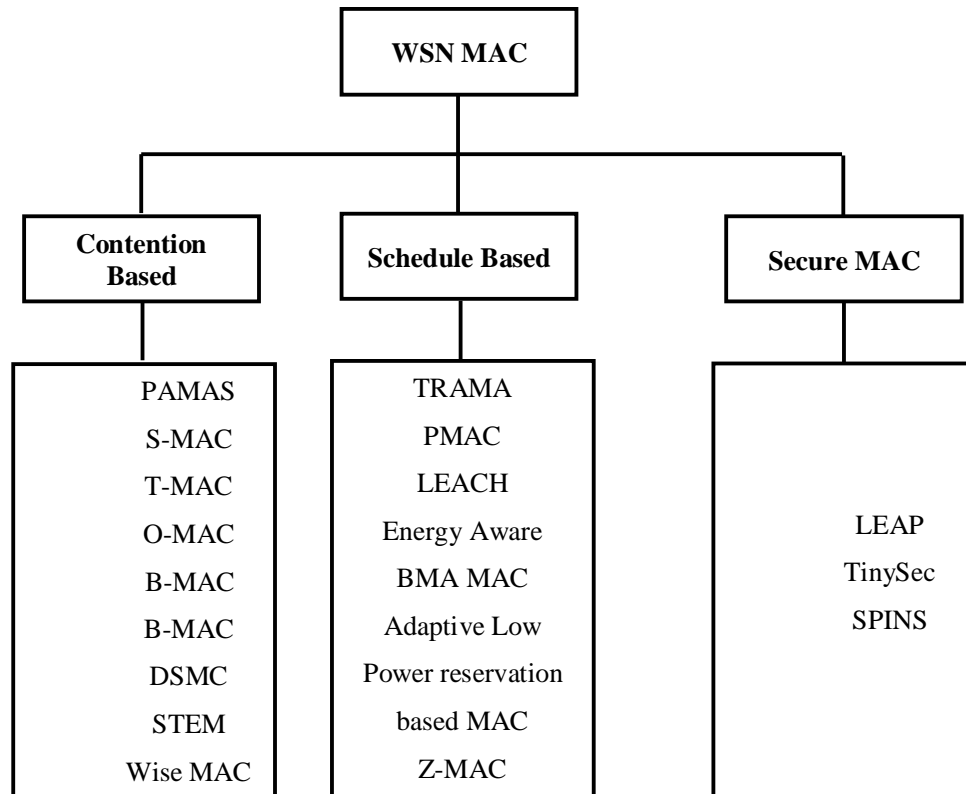 WSN MAC
Contention
Based
Schedule Based
Secure MAC
PAMAS
S-MAC
T-MAC
O-MAC
B-MAC
B-MAC
DSMC
STEM
Wise MAC
TRAMA
PMAC
LEACH
Energy Aware
BMA MAC
Adaptive Low
Power reservation
based MAC
Z-MAC
LEAP
TinySec
SPINS